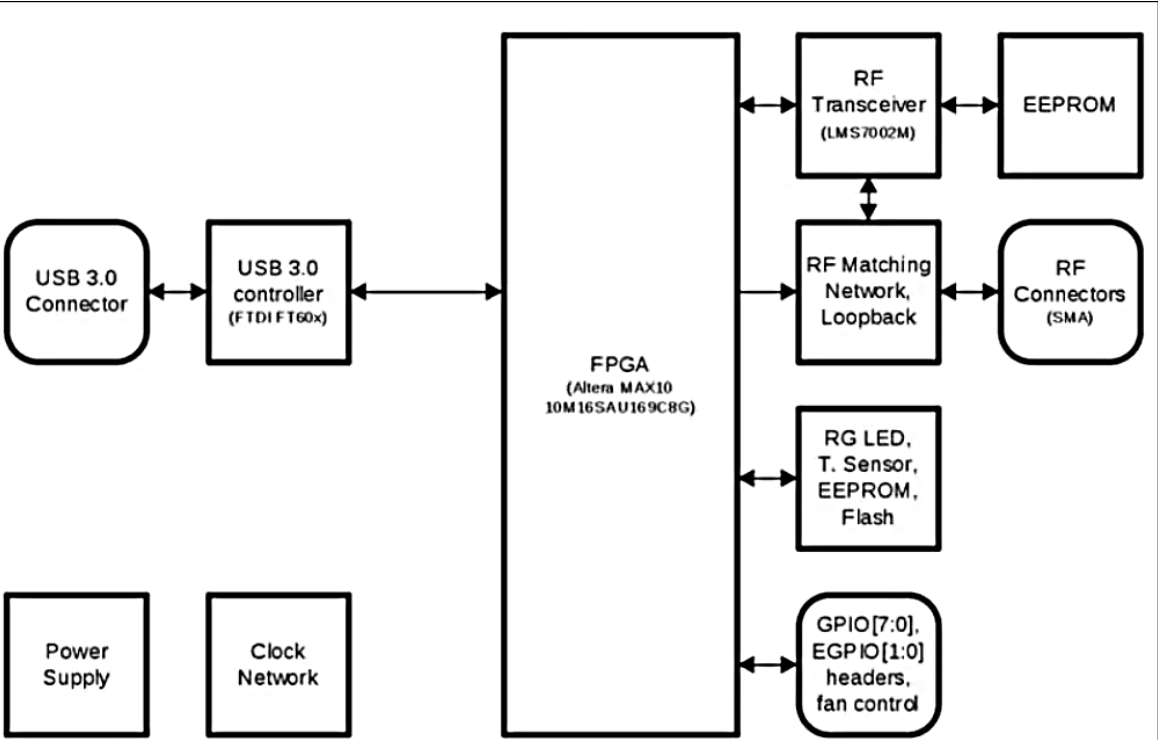 RF
Transceiver
(LMS7002M)
EEPROM
USB 3.0
Connector
USB 3.0
controller
(FTDI FT60x)
RF Matching
Network,
Loopback
RF
Connectors
(SMA)
FPGA
(Altera MAX10
10M16SAU169C8G)
RG LED,
T. Sensor,
EEPROM,
Flash
Power
Supply
Clock
Network
GPIO[7:0],
EGPIO[1:0]
headers,
fan control